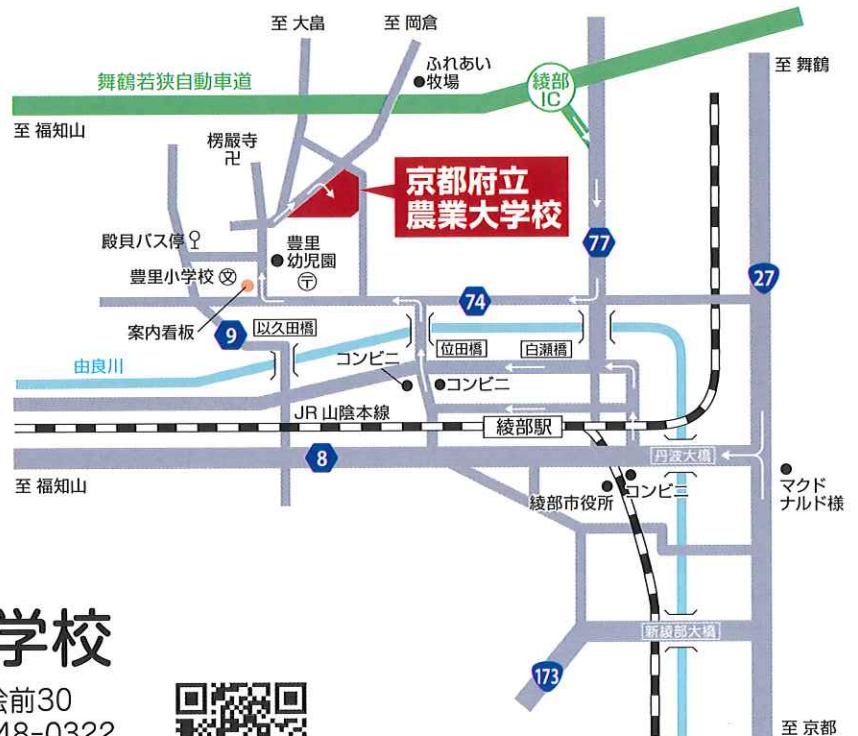 至 大畠
至 岡倉
ふれあい
牧場
至 舞鶴
舞鶴若狭自動車道
綾部
IC
至 福知山
楞厳寺
卍
京都府立
農業大学校
77
殿貝バス停
豊里
幼児園
〒
豊里小学校 文
74
27
案内看板
9
以久田橋
位田橋
白瀬橋
コンビニ
コンビニ
由良川
JR 山陰本線
綾部駅
8
丹波大橋
至 福知山
綾部市役所
コンビニ
マクド
ナルド様
新綾部大橋
173
至 京都
学校
前30
48-0322